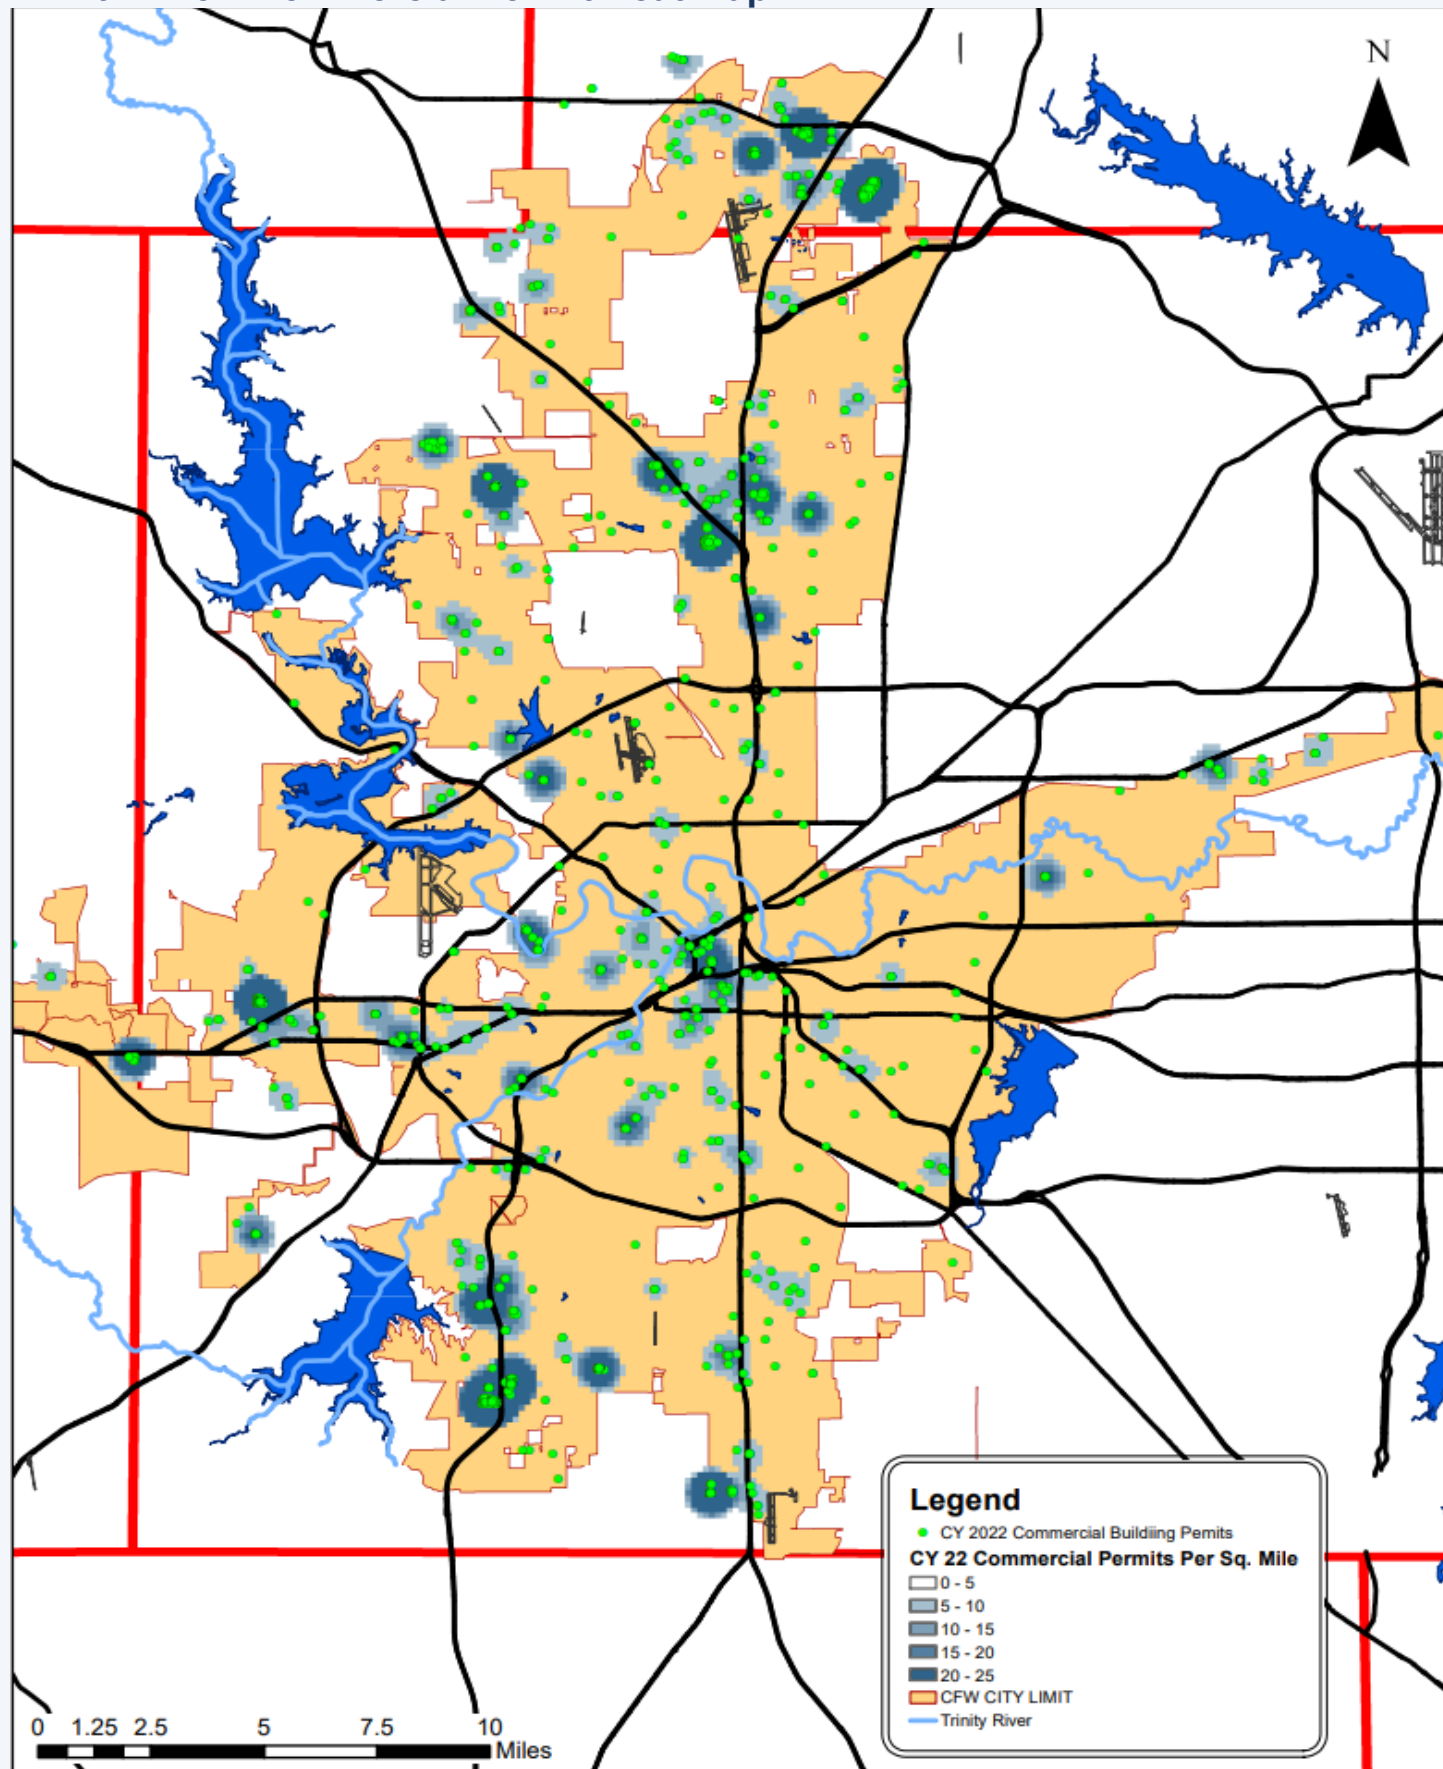 N
Legend
CY 2022 Commercial Buildiing Pemits
CY 22 Commercial Permits Per Sq. Mile
0 - 5
5 - 10
10 - 15
15 - 20
20 - 25
CFW CITY LIMIT
Trinity River
0 1.25 2.5 5 7.5 10
Miles